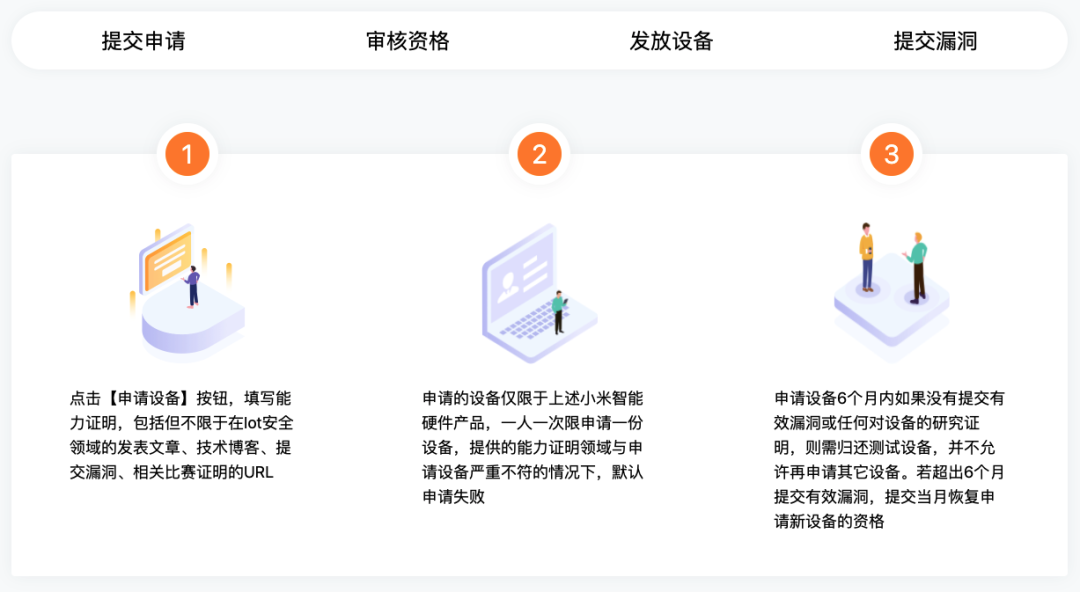 提交申请
审核资格
发放设备
提交漏洞
1
点击【申请设备】按钮，填写能
力证明，包括但不限于在Iot安全
领域的发表文章、技术博客、提
交漏洞、相关比赛证明的URL
2
申请的设备仅限于上述小米智能
硬件产品，一人一次限申请一份
设备，提供的能力证明领域与申
请设备严重不符的情况下，默认
申请失败
3
申请设备6个月内如果没有提交有
效漏洞或任何对设备的研究证
明，则需归还测试设备，并不允
许再申请其它设备。若超出6个月
提交有效漏洞，提交当月恢复申
请新设备的资格